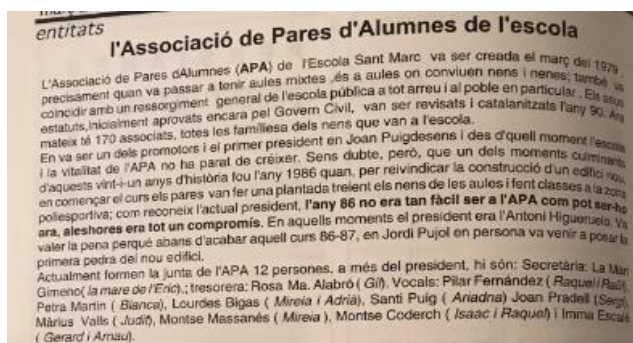 entitats
l'Associació de Pares d'Alumnes de l'escola
L'Associació de Pares dAlumnes (APA) de l'Escola Sant Marc va ser creada el març del 1979
precisament quan va passar a tenir aules mixtes ,és a aules on conviuen nens i nenes; també va
coincidir amb un ressorgiment general de l'escola pública a tot arreu i al poble en particular . Els seus
estatuts,inicialment aprovats encara pel Govern Civil, van ser revisats i catalanitzats l'any 90. Ara
mateix té 170 associats, totes les famíliesa dels nens que van a l'escola.
En va ser un dels promotors i el primer president en Joan Puigdesens i des d'quell moment l'escola
i la vitalitat de l'APA no ha parat de créixer. Sens dubte, però, que un dels moments culminants
d'aquests vint-i-un anys d'història fou l'any 1986 quan, per reivindicar la construcció d'un edifici nou,
en començar el curs els pares van fer una plantada treient els nens de les aules i fent classes a la zona
poliesportiva; com reconeix l'actual president, l'any 86 no era tan fàcil ser a l'APA com pot ser-ho
ara, aleshores era tot un compromís. En aquells moments el president era l'Antoni Higueruelo. Va
valer la pena perquè abans d'acabar aquell curs 86-87, en Jordi Pujol en persona va venir a posar la
primera pedra del nou edifici.
Actualment formen la junta de l'APA 12 persones. a més del president, hi són: Secretària: La Mari
Gimeno( la mare de l'Eric).; tresorera: Rosa Ma. Alabró ( Gil). Vocals: Pilar Fernández ( Raquel i Raül),
Petra Martin ( Bianca), Lourdes Bigas ( Mireia i Adrià), Santi Puig ( Ariadna) Joan Pradell (Sergi),
Màrius Valls ( Judit), Montse Massanés ( Mireia ), Montse Coderch ( Isaac i Raquel) i Imma Escalé
( Gerard i Arnau).